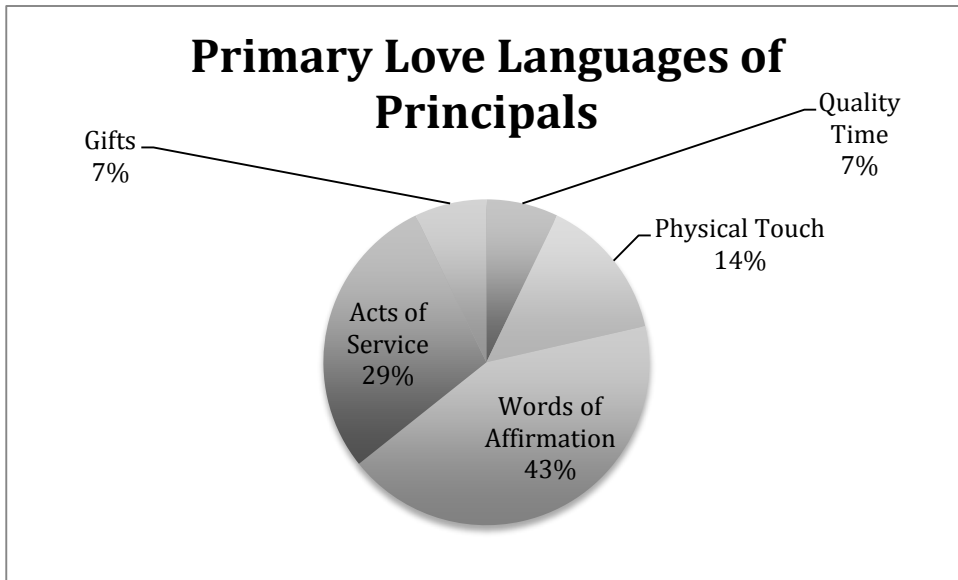 Primary Love Languages of
Principals
Quality
Time
7%
Gifts
7%
Physical Touch
14%
Acts of
Service
29%
Words of
Affirmation
43%